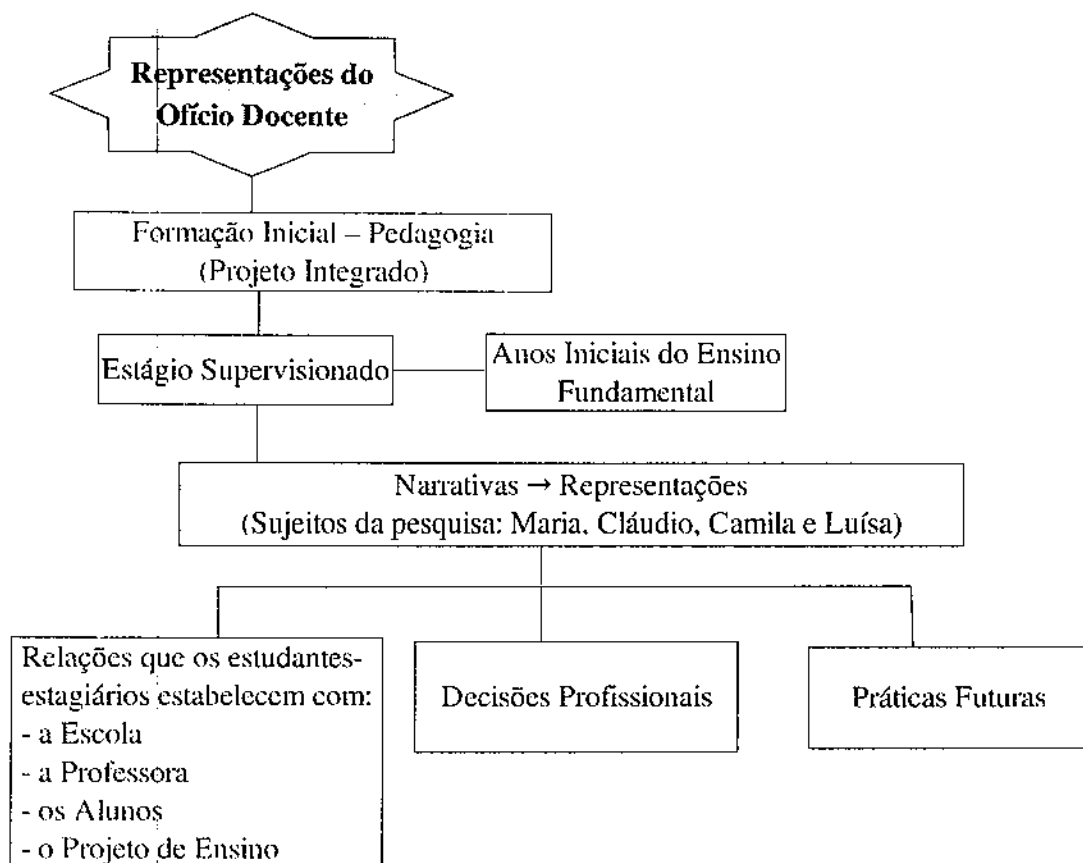 Representações do
Ofício Docente
Formação Inicial – Pedagogia
(Projeto Integrado)
Estágio Supervisionado
Anos Iniciais do Ensino
Fundamental
Narrativas → Representações
(Sujeitos da pesquisa: Maria, Cláudio, Camila e Luísa)
Relações que os estudantes-
estagiários estabelecem com:
- a Escola
- a Professora
- os Alunos
- o Projeto de Ensino
Decisões Profissionais
Práticas Futuras